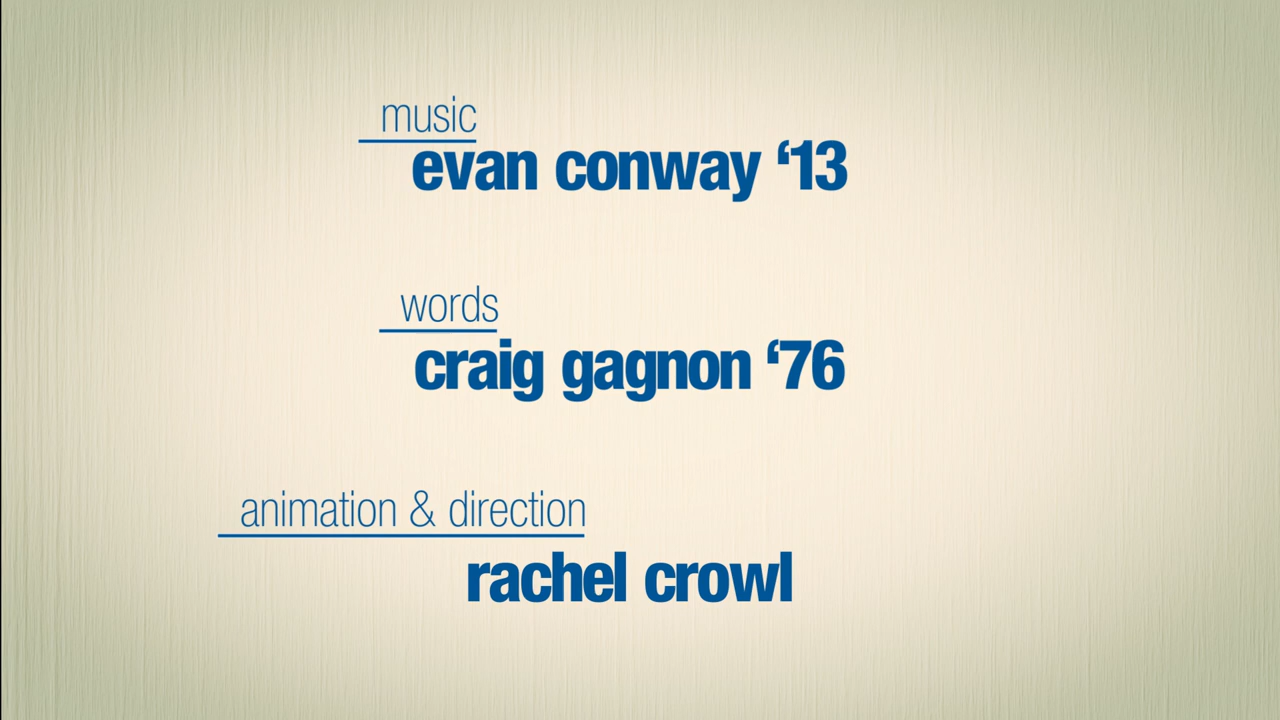 music
evan conway ‘13
words
craig gagnon ‘76
animation & direction
rachel crowl